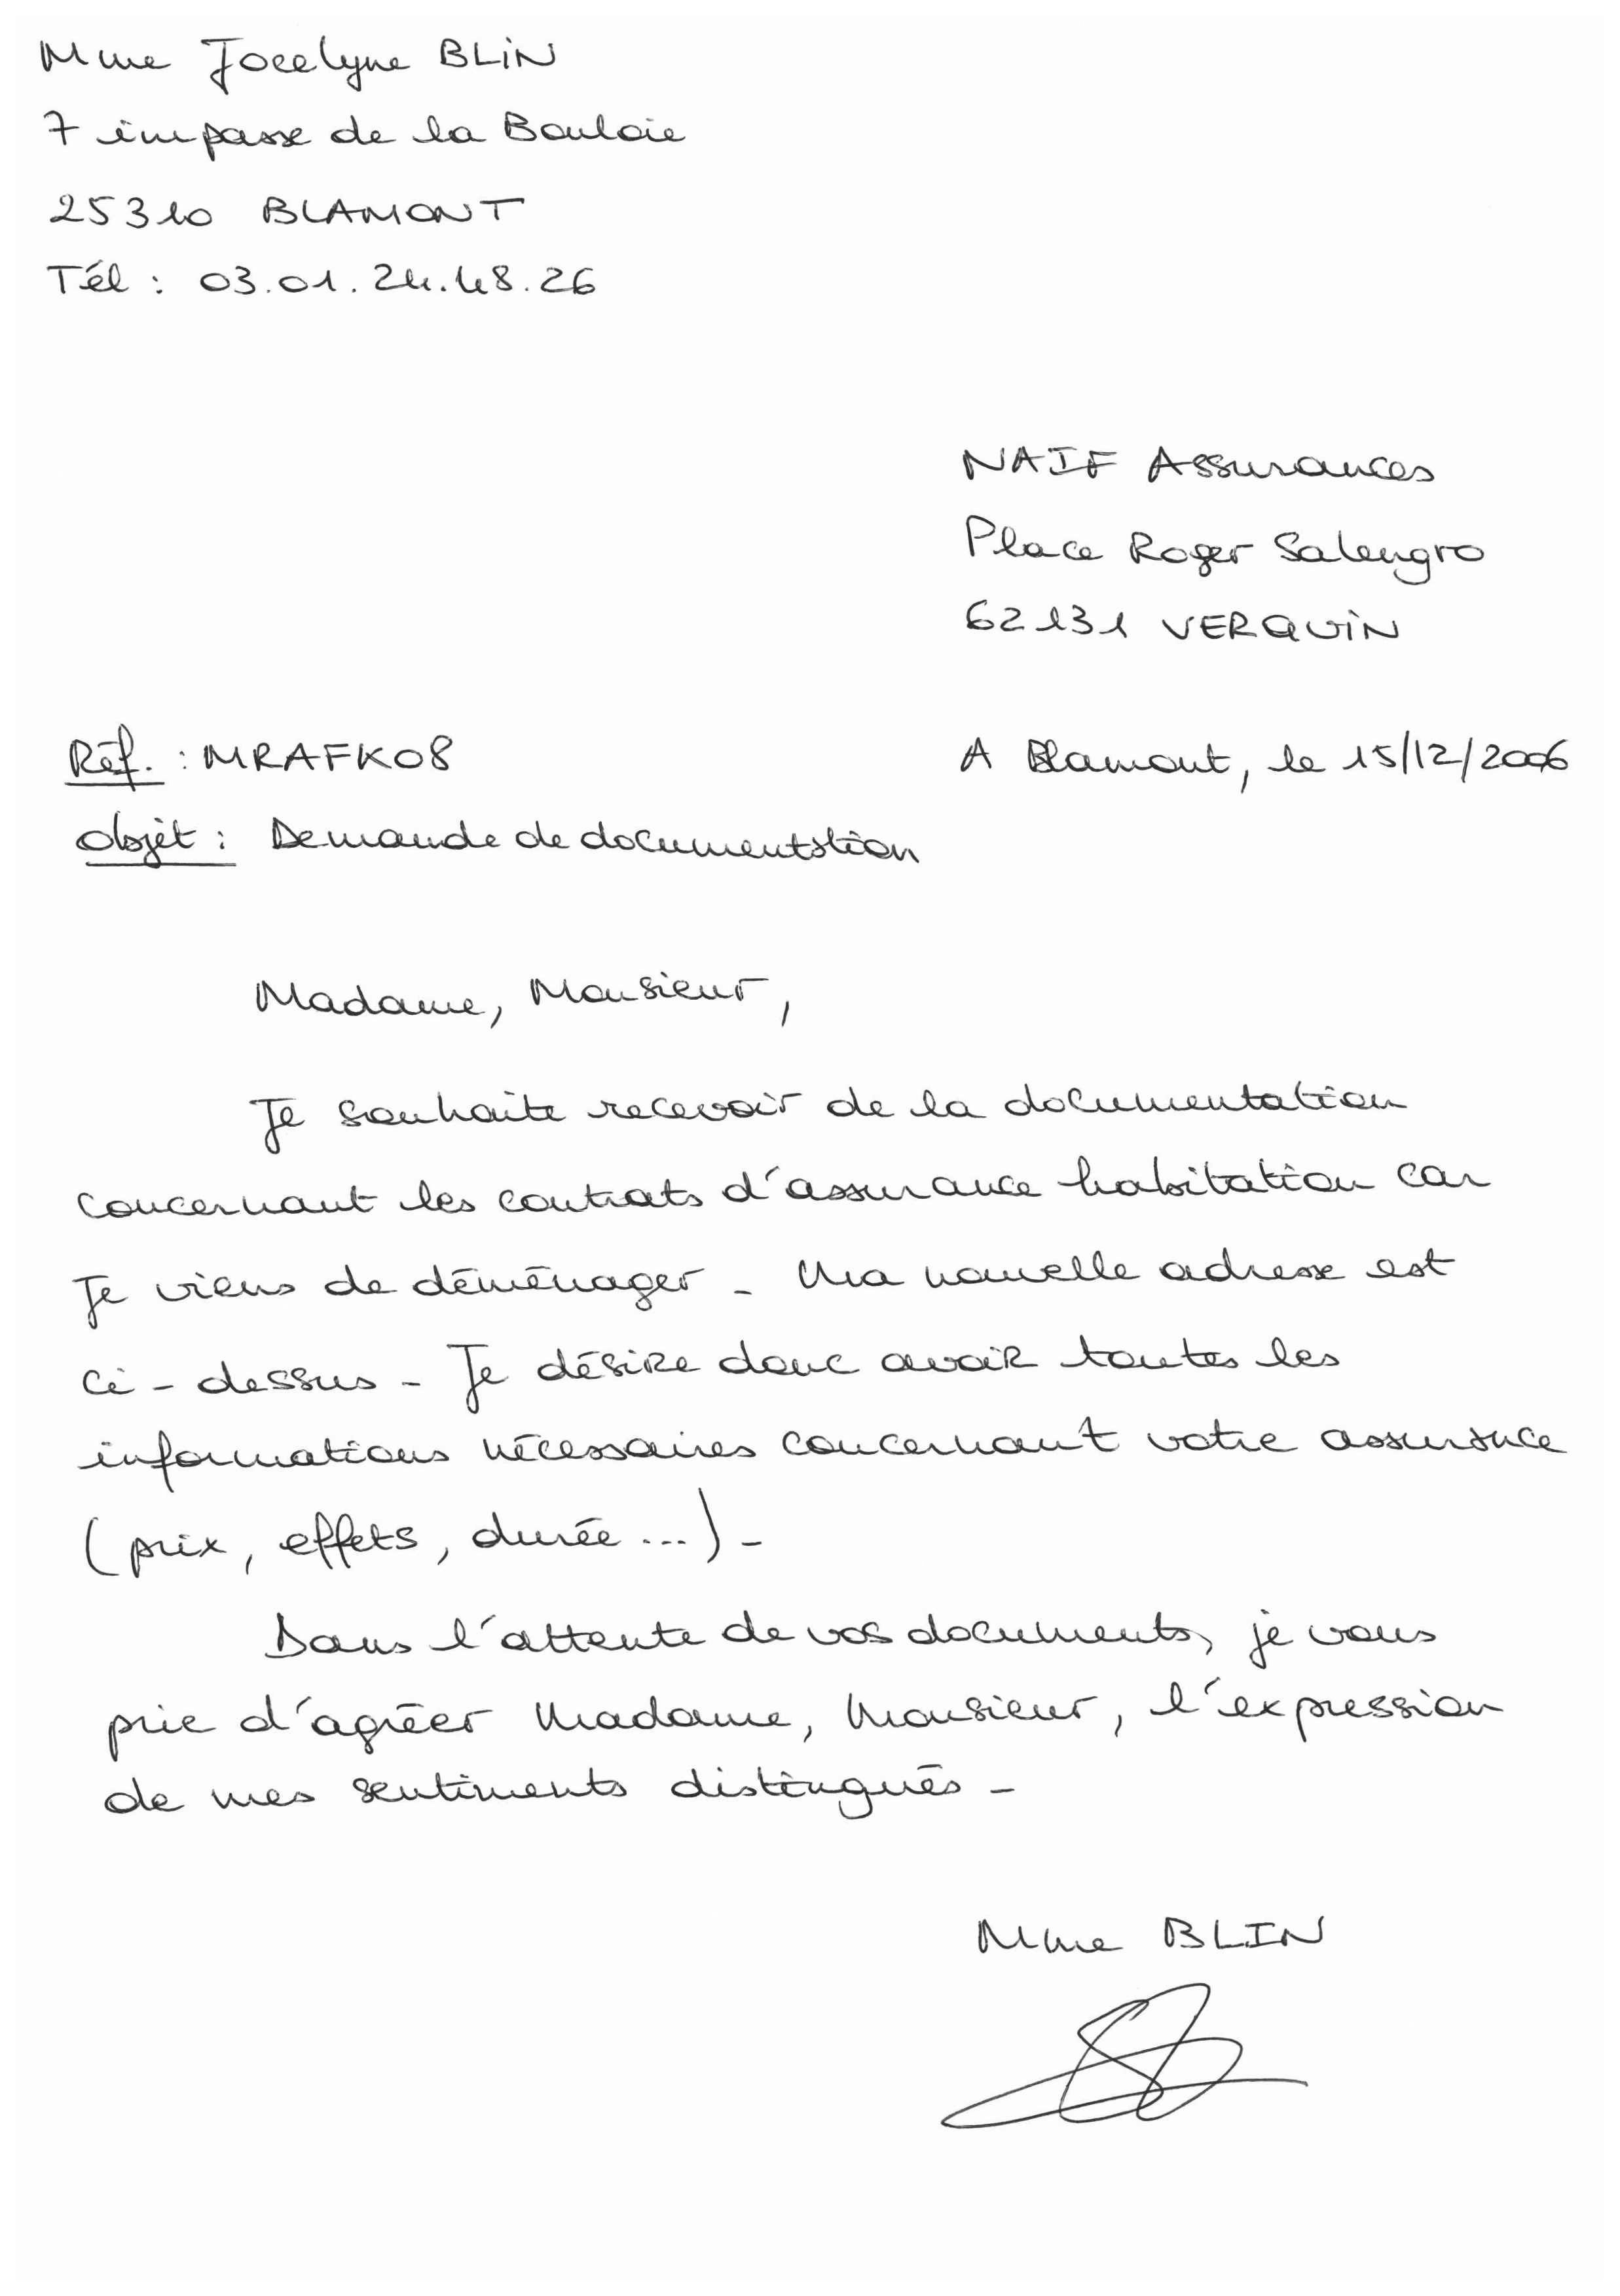 Mme Jocelyne BLIN
7 impasse de la Bouloie
25310 BLAMONT
Tél : 03.01.24.48.26
NAIF Assurances
Place Roger Salengro
62131 VERQUIN
Réf. : MRAFK08
A Blamont, le 15/12/2006
Objet : Demande de documentation
Madame, Monsieur,
Je souhaite recevoir de la documentation
concernant les contrats d'assurance habitation car
Je viens de déménager - Ma nouvelle adresse est
ci-dessus - Je désire donc avoir toutes les
informations nécessaires concernant votre assurance
(prix, effets, durée ...) -
Dans l'attente de vos documents, je vous
prie d'agréer Madame, Monsieur, l'expression
de mes sentiments distingués -
Mme BLIN